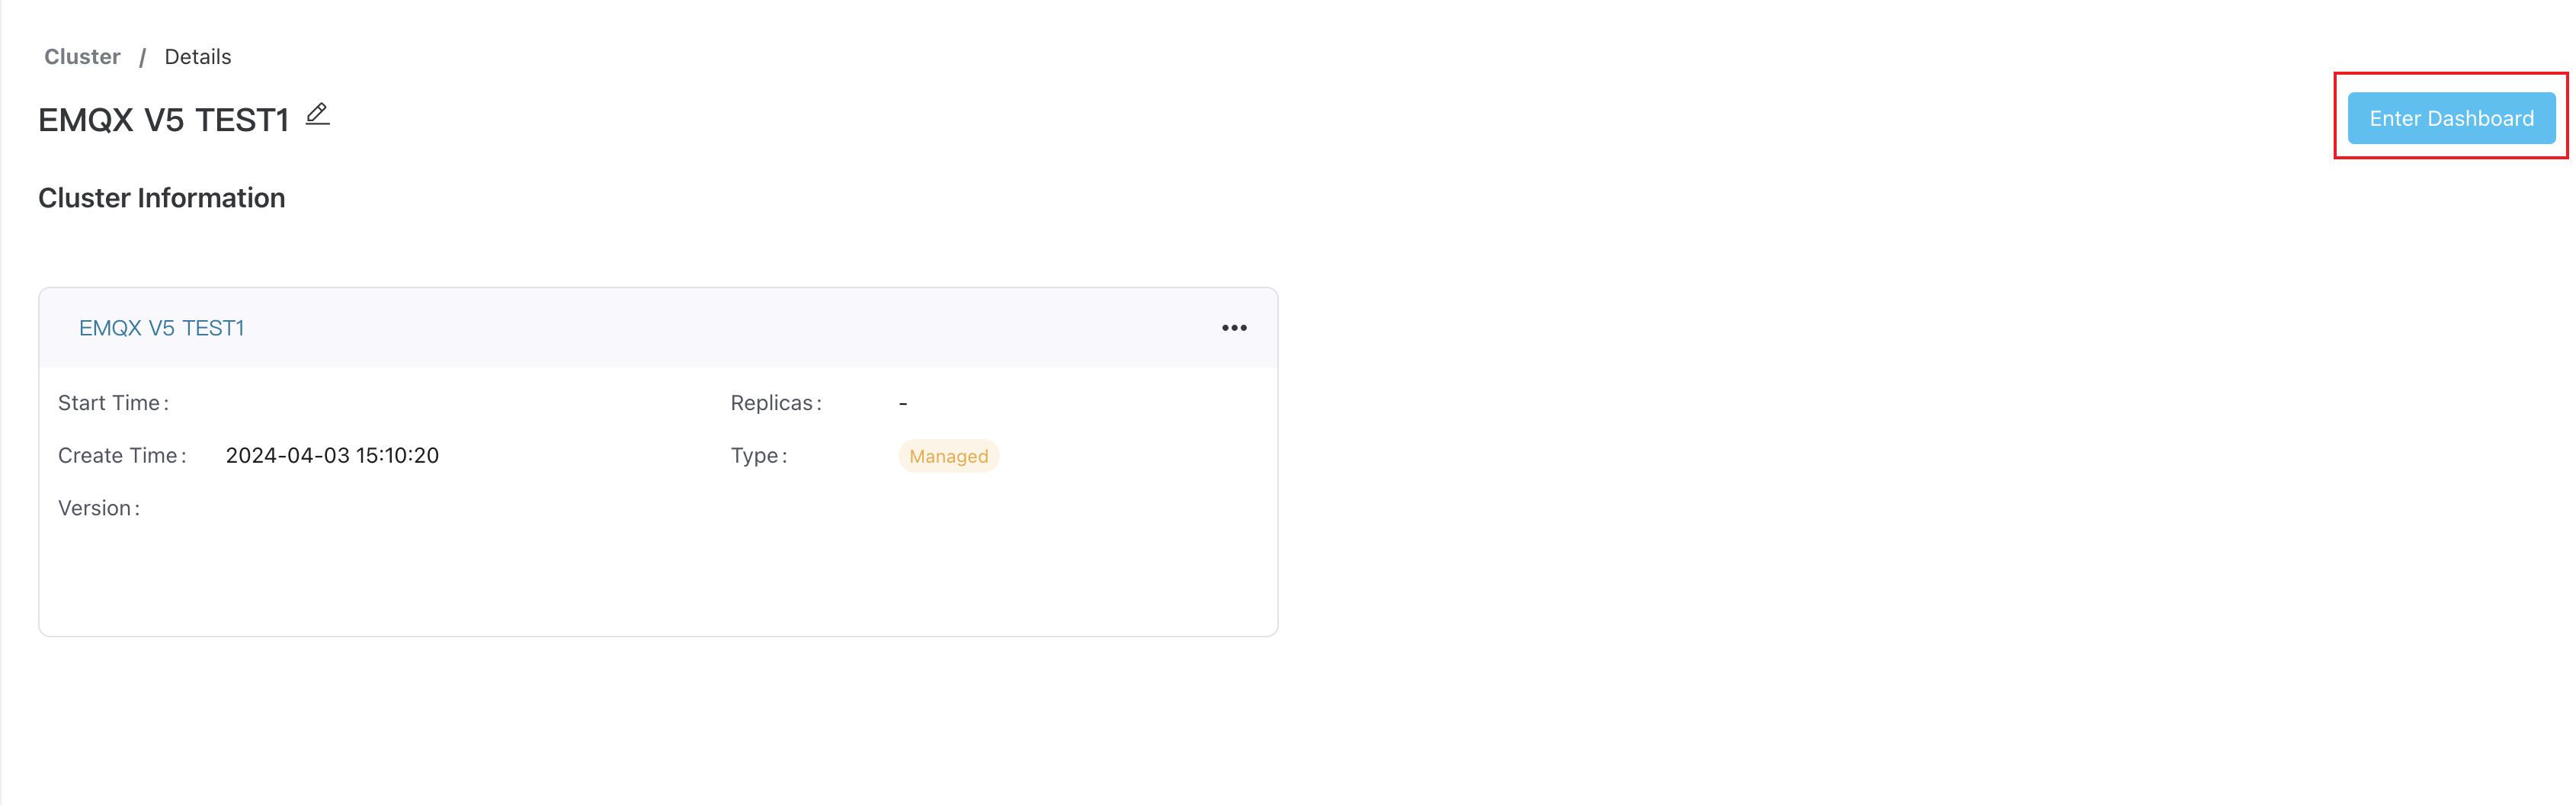 Cluster / Details
EMQX V5 TEST1
Enter Dashboard
Cluster Information
EMQX V5 TEST1
Start Time:
Replicas: -
Create Time: 2024-04-03 15:10:20
Type: Managed
Version: